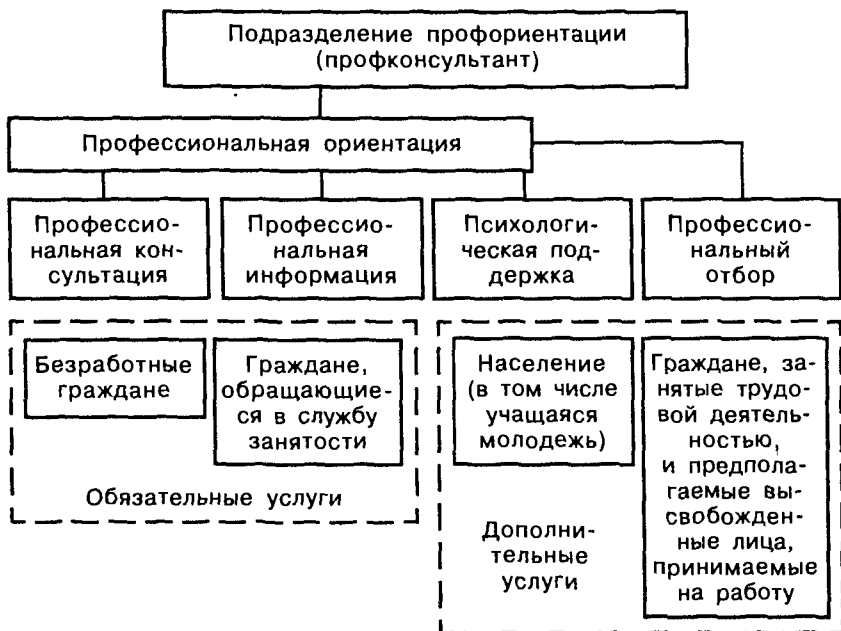 Подразделение профориентации
(профконсультант)
Профессиональная ориентация
Профессио-
нальная кон-
сультация
Профессио-
нальная
информация
Психологи-
ческая под-
держка
Профессио-
нальный
отбор
Безработные
граждане
Граждане,
обращающие-
ся в службу
занятости
Обязательные услуги
Население
(в том числе
учащаяся
молодежь)
Дополни-
тельные
услуги
Граждане, за-
нятые трудо-
вой деятель-
ностью,
и предпола-
гаемые вы-
свобожден-
ные лица,
принимаемые
на работу